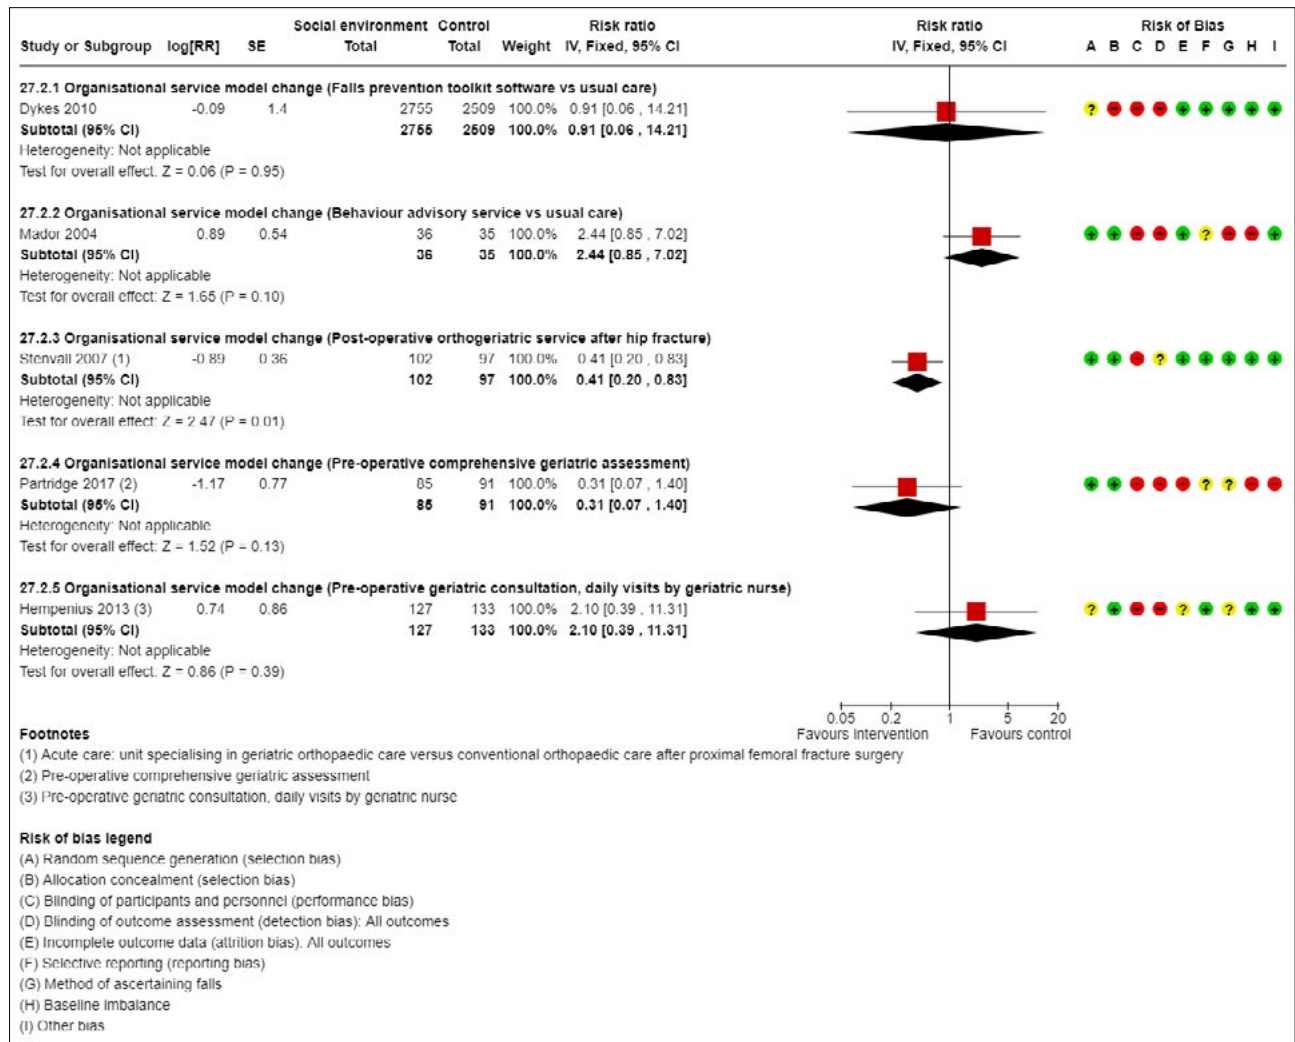 Social environment Control Risk ratio Risk ratio Risk of Bias
Study or Subgroup log[RR] SE Total Total Weight IV, Fixed, 95% CI IV, Fixed, 95% CI A B C D E F G H I
27.2.1 Organisational service model change (Falls prevention toolkit software vs usual care)
Dykes 2010 -0.09 1.4 2755 2509 100.0% 0.91 [0.06 , 14.21] ? - - - + + + + +
Subtotal (95% CI) 2755 2509 100.0% 0.91 [0.06 , 14.21]
Heterogeneity: Not applicable
Test for overall effect: Z = 0.06 (P = 0.95)
27.2.2 Organisational service model change (Behaviour advisory service vs usual care)
Mador 2004 0.89 0.54 36 35 100.0% 2.44 [0.85 , 7.02] + + - - + ? - - +
Subtotal (95% CI) 36 35 100.0% 2.44 [0.85 , 7.02]
Heterogeneity: Not applicable
Test for overall effect: Z = 1.65 (P = 0.10)
27.2.3 Organisational service model change (Post-operative orthogeriatric service after hip fracture)
Stenvall 2007 (1) -0.89 0.36 102 97 100.0% 0.41 [0.20 , 0.83] + + - ? + + + + +
Subtotal (95% CI) 102 97 100.0% 0.41 [0.20 , 0.83]
Heterogeneity: Not applicable
Test for overall effect: Z = 2.47 (P = 0.01)
27.2.4 Organisational service model change (Pre-operative comprehensive geriatric assessment)
Partridge 2017 (2) -1.17 0.77 85 91 100.0% 0.31 [0.07 , 1.40] + + - - - ? ? - -
Subtotal (95% CI) 85 91 100.0% 0.31 [0.07 , 1.40]
Heterogeneity: Not applicable
Test for overall effect: Z = 1.52 (P = 0.13)
27.2.5 Organisational service model change (Pre-operative geriatric consultation, daily visits by geriatric nurse)
Hempenius 2013 (3) 0.74 0.86 127 133 100.0% 2.10 [0.39 , 11.31] ? + - - ? + ? + +
Subtotal (95% CI) 127 133 100.0% 2.10 [0.39 , 11.31]
Heterogeneity: Not applicable
Test for overall effect: Z = 0.86 (P = 0.39)
0.05 0.2 1 5 20
Favours intervention Favours control
Footnotes
(1) Acute care: unit specialising in geriatric orthopaedic care versus conventional orthopaedic care after proximal femoral fracture surgery
(2) Pre-operative comprehensive geriatric assessment
(3) Pre-operative geriatric consultation, daily visits by geriatric nurse
Risk of bias legend
(A) Random sequence generation (selection bias)
(B) Allocation concealment (selection bias)
(C) Blinding of participants and personnel (performance bias)
(D) Blinding of outcome assessment (detection bias): All outcomes
(E) Incomplete outcome data (attrition bias): All outcomes
(F) Selective reporting (reporting bias)
(G) Method of ascertaining falls
(H) Baseline imbalance
(I) Other bias